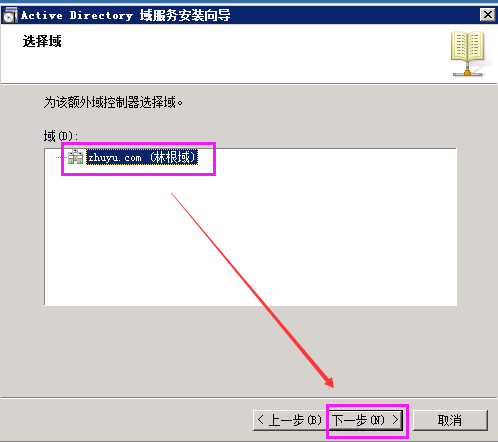 Active Directory 域服务安装向导
选择域
为该额外域控制器选择域。
域(D):
zhuyu.com (林根域)
< 上一步(B) 下一步(N) > 取消